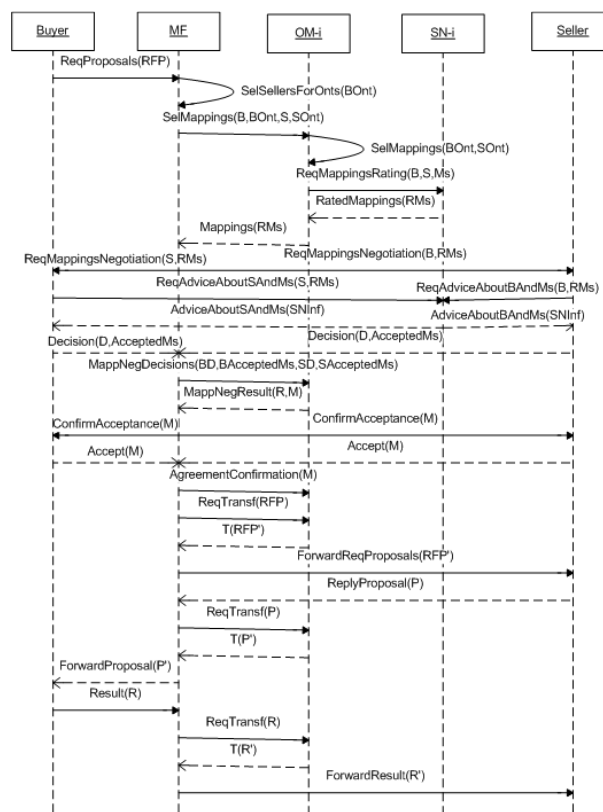 Buyer
MF
OM-i
SN-i
Seller
ReqProposals(RFP)
SelSellersForOnts(BOnt)
SelMappings(B,BOnt,S,SOnt)
SelMappings(BOnt,SOnt)
ReqMappingsRating(B,S,Ms)
RatedMappings(RMs)
Mappings(RMs)
ReqMappingsNegotiation(B,RMs)
ReqMappingsNegotiation(S,RMs)
ReqAdviceAboutSAndMs(S,RMs)
ReqAdviceAboutBAndMs(B,RMs)
AdviceAboutSAndMs(SNInf)
AdviceAboutBAndMs(SNInf)
Decision(D,AcceptedMs)
Decision(D,AcceptedMs)
MappNegDecisions(BD,BAcceptedMs,SD,SAcceptedMs)
MappNegResult(R,M)
ConfirmAcceptance(M)
ConfirmAcceptance(M)
Accept(M)
Accept(M)
AgreementConfirmation(M)
ReqTransf(RFP)
T(RFP')
ForwardReqProposals(RFP')
ReplyProposal(P)
ReqTransf(P)
T(P')
ForwardProposal(P')
Result(R)
ReqTransf(R)
T(R')
ForwardResult(R')